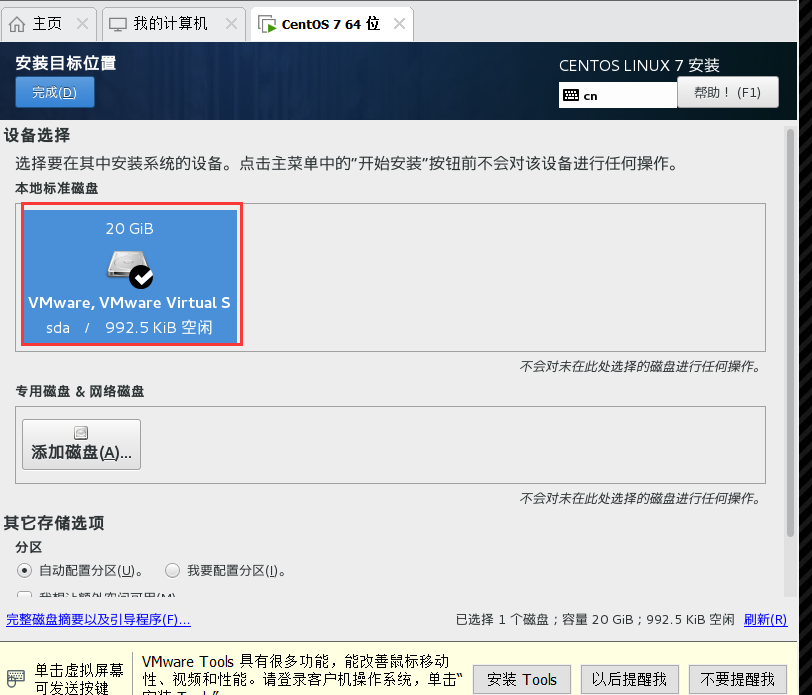 主页
我的计算机
CentOS 7 64 位
安装目标位置
CENTOS LINUX 7 安装
完成(D)
cn
帮助！ (F1)
设备选择
选择要在其中安装系统的设备。点击主菜单中的"开始安装"按钮前不会对该设备进行任何操作。
本地标准磁盘
20 GiB
VMware, VMware Virtual S
sda / 992.5 KiB 空闲
不会对未在此处选择的磁盘进行任何操作。
专用磁盘 & 网络磁盘
添加磁盘(A)...
不会对未在此处选择的磁盘进行任何操作。
其它存储选项
分区
自动配置分区(U)。
我要配置分区(I)。
我想让额外空间可用(M)
完整磁盘摘要以及引导程序(F)...
已选择 1 个磁盘；容量 20 GiB；992.5 KiB 空闲
刷新(R)
单击虚拟屏幕
可发送按键
VMware Tools 具有很多功能，能改善鼠标移动
性、视频和性能。请登录客户机操作系统，单击“
安装 Tools”
安装 Tools
以后提醒我
不要提醒我